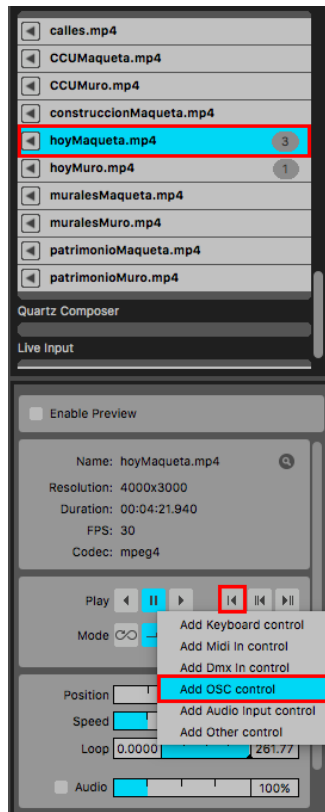 calles.mp4
CCUMaqueta.mp4
CCUMuro.mp4
construccionMaqueta.mp4
hoyMaqueta.mp4 3
hoyMuro.mp4 1
muralesMaqueta.mp4
muralesMuro.mp4
patrimonioMaqueta.mp4
patrimonioMuro.mp4
Quartz Composer
Live Input
Enable Preview
Name: hoyMaqueta.mp4
Resolution: 4000x3000
Duration: 00:04:21.940
FPS: 30
Codec: mpeg4
Play
Mode
Add Keyboard control
Add Midi In control
Add Dmx In control
Add OSC control
Add Audio Input control
Add Other control
Position
Speed
Loop 0.0000 261.77
Audio 100%